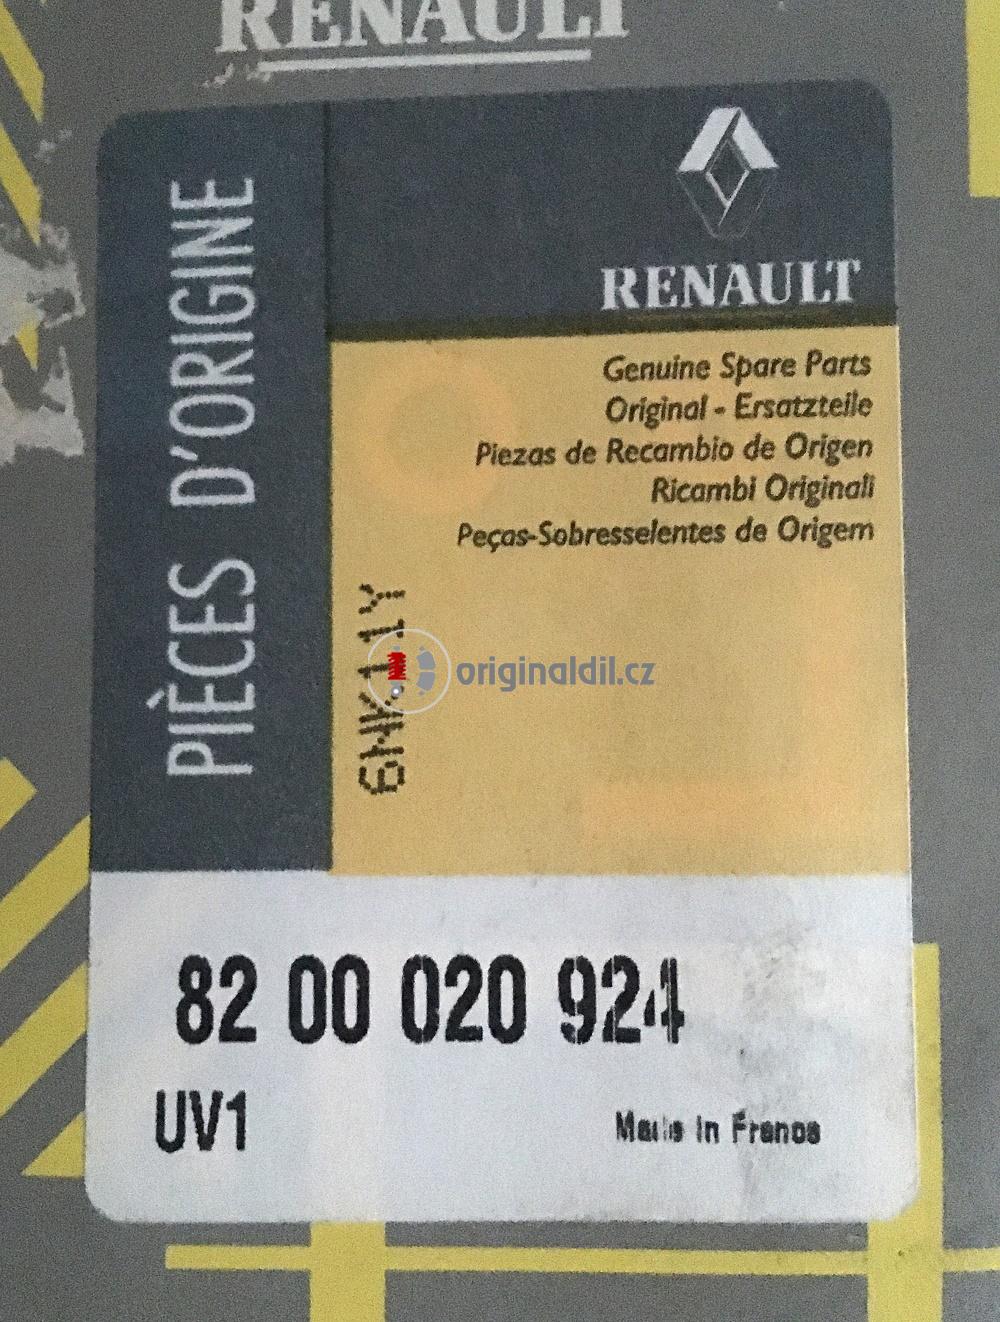 RENAULT
RENAULT
PIÈCES D'ORIGINE
Genuine Spare Parts
Original - Ersatzteile
Piezas de Recambio de Origen
Ricambi Originali
Peças-Sobresselentes de Origem
originaldil.cz
82 00 020 924
UV1
Made In France